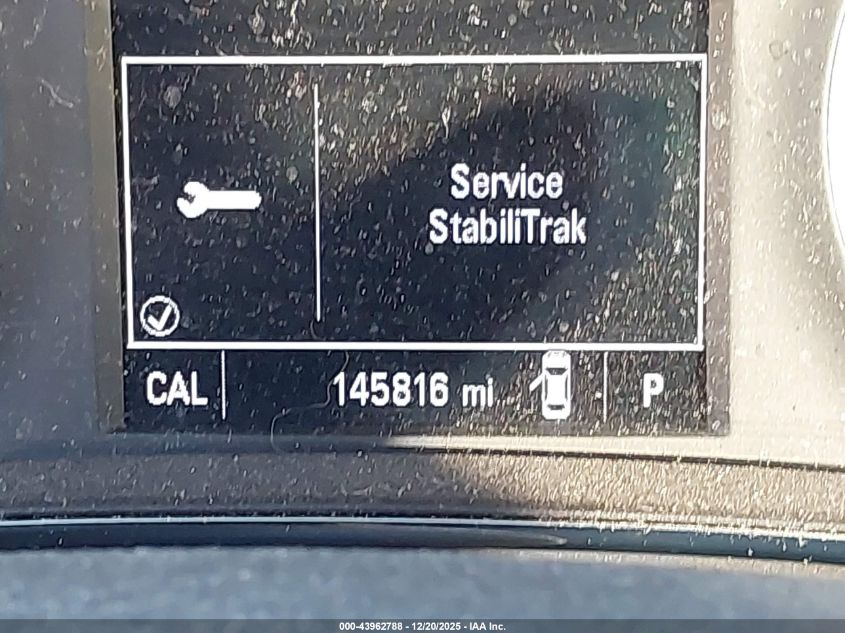 Service
StabiliTrak
CAL 145816 mi P
000-43962788 - 12/20/2025 - IAA Inc.